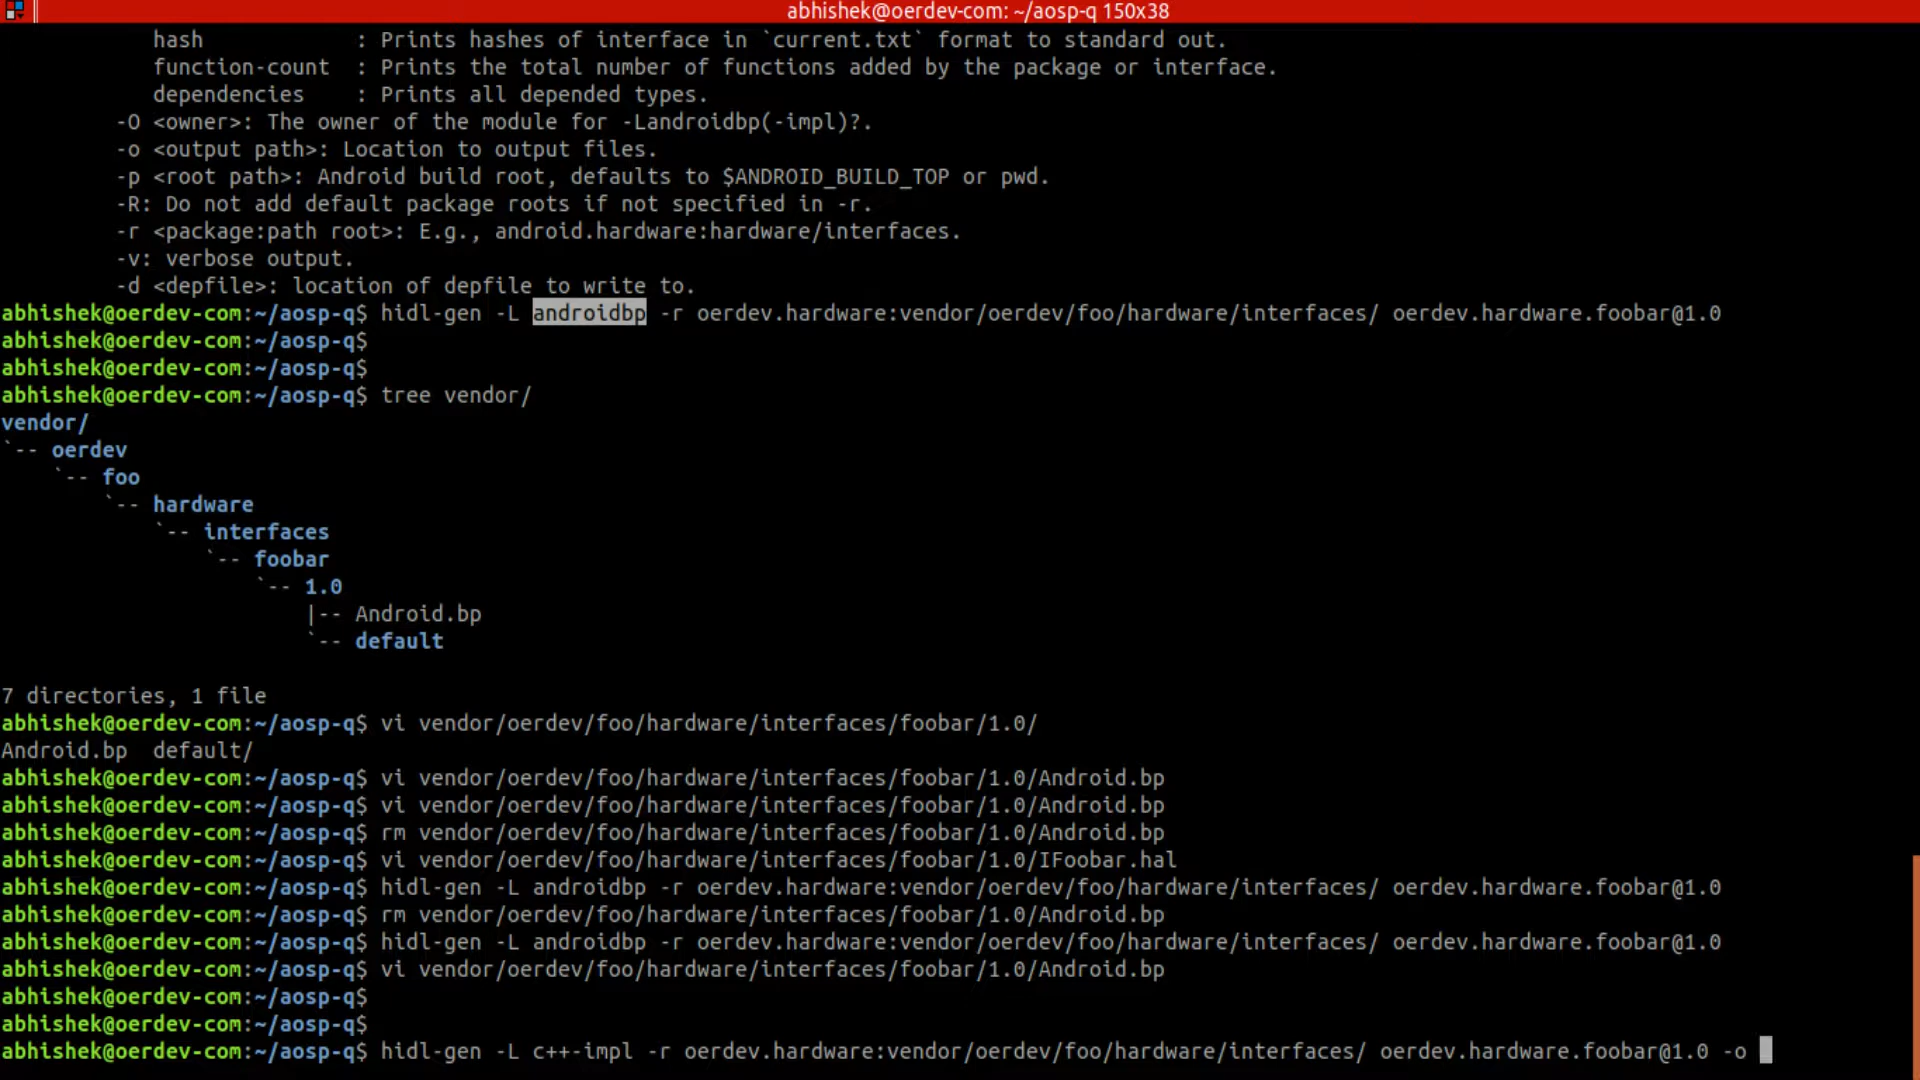 abhishek@oerdev-com: ~/aosp-q 150x38
hash : Prints hashes of interface in `current.txt` format to standard out.
function-count : Prints the total number of functions added by the package or interface.
dependencies : Prints all depended types.
-O <owner>: The owner of the module for -Landroidbp(-impl)?.
-o <output path>: Location to output files.
-p <root path>: Android build root, defaults to $ANDROID_BUILD_TOP or pwd.
-R: Do not add default package roots if not specified in -r.
-r <package:path root>: E.g., android.hardware:hardware/interfaces.
-v: verbose output.
-d <depfile>: location of depfile to write to.
abhishek@oerdev-com:~/aosp-q$ hidl-gen -L androidbp -r oerdev.hardware:vendor/oerdev/foo/hardware/interfaces/ oerdev.hardware.foobar@1.0
abhishek@oerdev-com:~/aosp-q$
abhishek@oerdev-com:~/aosp-q$
abhishek@oerdev-com:~/aosp-q$ tree vendor/
vendor/
`-- oerdev
`-- foo
`-- hardware
`-- interfaces
`-- foobar
`-- 1.0
|-- Android.bp
`-- default
7 directories, 1 file
abhishek@oerdev-com:~/aosp-q$ vi vendor/oerdev/foo/hardware/interfaces/foobar/1.0/
Android.bp default/
abhishek@oerdev-com:~/aosp-q$ vi vendor/oerdev/foo/hardware/interfaces/foobar/1.0/Android.bp
abhishek@oerdev-com:~/aosp-q$ vi vendor/oerdev/foo/hardware/interfaces/foobar/1.0/Android.bp
abhishek@oerdev-com:~/aosp-q$ rm vendor/oerdev/foo/hardware/interfaces/foobar/1.0/Android.bp
abhishek@oerdev-com:~/aosp-q$ vi vendor/oerdev/foo/hardware/interfaces/foobar/1.0/IFoobar.hal
abhishek@oerdev-com:~/aosp-q$ hidl-gen -L androidbp -r oerdev.hardware:vendor/oerdev/foo/hardware/interfaces/ oerdev.hardware.foobar@1.0
abhishek@oerdev-com:~/aosp-q$ rm vendor/oerdev/foo/hardware/interfaces/foobar/1.0/Android.bp
abhishek@oerdev-com:~/aosp-q$ hidl-gen -L androidbp -r oerdev.hardware:vendor/oerdev/foo/hardware/interfaces/ oerdev.hardware.foobar@1.0
abhishek@oerdev-com:~/aosp-q$ vi vendor/oerdev/foo/hardware/interfaces/foobar/1.0/Android.bp
abhishek@oerdev-com:~/aosp-q$
abhishek@oerdev-com:~/aosp-q$
abhishek@oerdev-com:~/aosp-q$ hidl-gen -L c++-impl -r oerdev.hardware:vendor/oerdev/foo/hardware/interfaces/ oerdev.hardware.foobar@1.0 -o